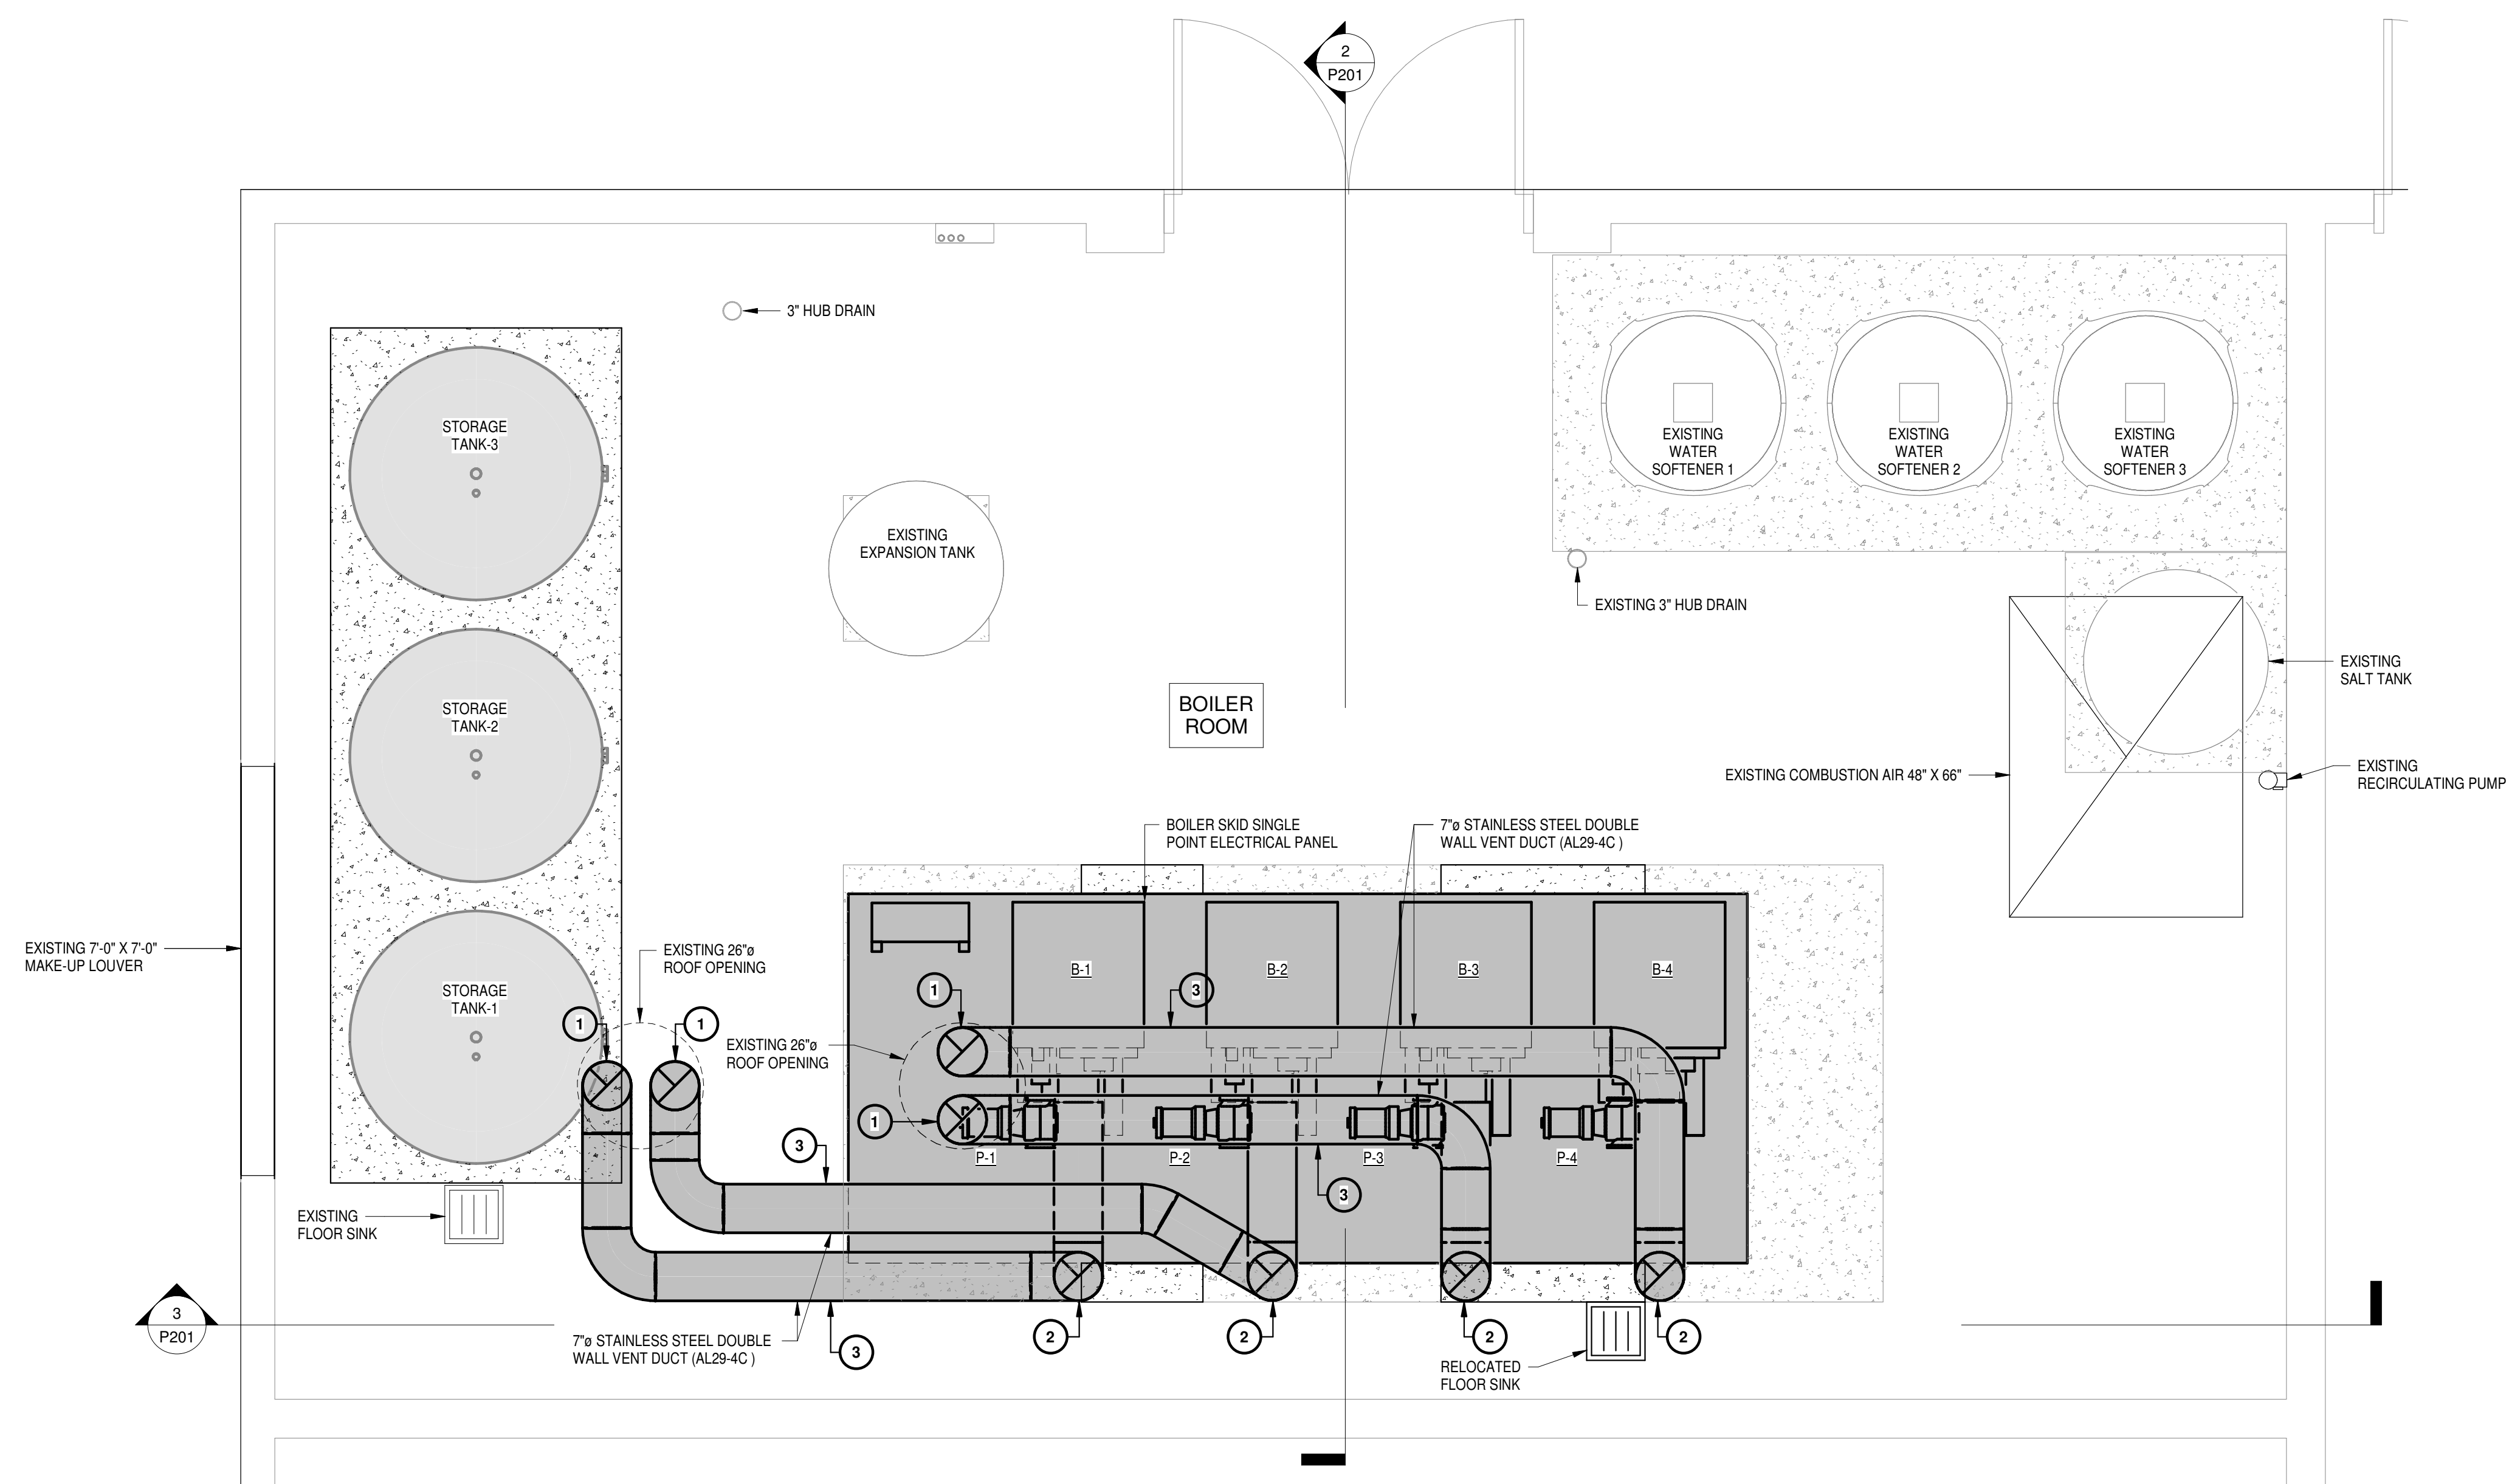 2
P201
3" HUB DRAIN
STORAGE
TANK-3
EXISTING
WATER
SOFTENER 1
EXISTING
WATER
SOFTENER 2
EXISTING
WATER
SOFTENER 3
EXISTING
EXPANSION TANK
EXISTING 3" HUB DRAIN
EXISTING
SALT TANK
STORAGE
TANK-2
BOILER
ROOM
EXISTING COMBUSTION AIR 48" X 66"
EXISTING
RECIRCULATING PUMP
BOILER SKID SINGLE
POINT ELECTRICAL PANEL
7"ø STAINLESS STEEL DOUBLE
WALL VENT DUCT (AL29-4C )
EXISTING 7'-0" X 7'-0"
MAKE-UP LOUVER
EXISTING 26"ø
ROOF OPENING
B-1
B-2
B-3
B-4
STORAGE
TANK-1
1
3
1
1
EXISTING 26"ø
ROOF OPENING
1
3
P-1
P-2
P-3
P-4
3
EXISTING
FLOOR SINK
3
P201
7"ø STAINLESS STEEL DOUBLE
WALL VENT DUCT (AL29-4C )
3
2
2
2
2
RELOCATED
FLOOR SINK